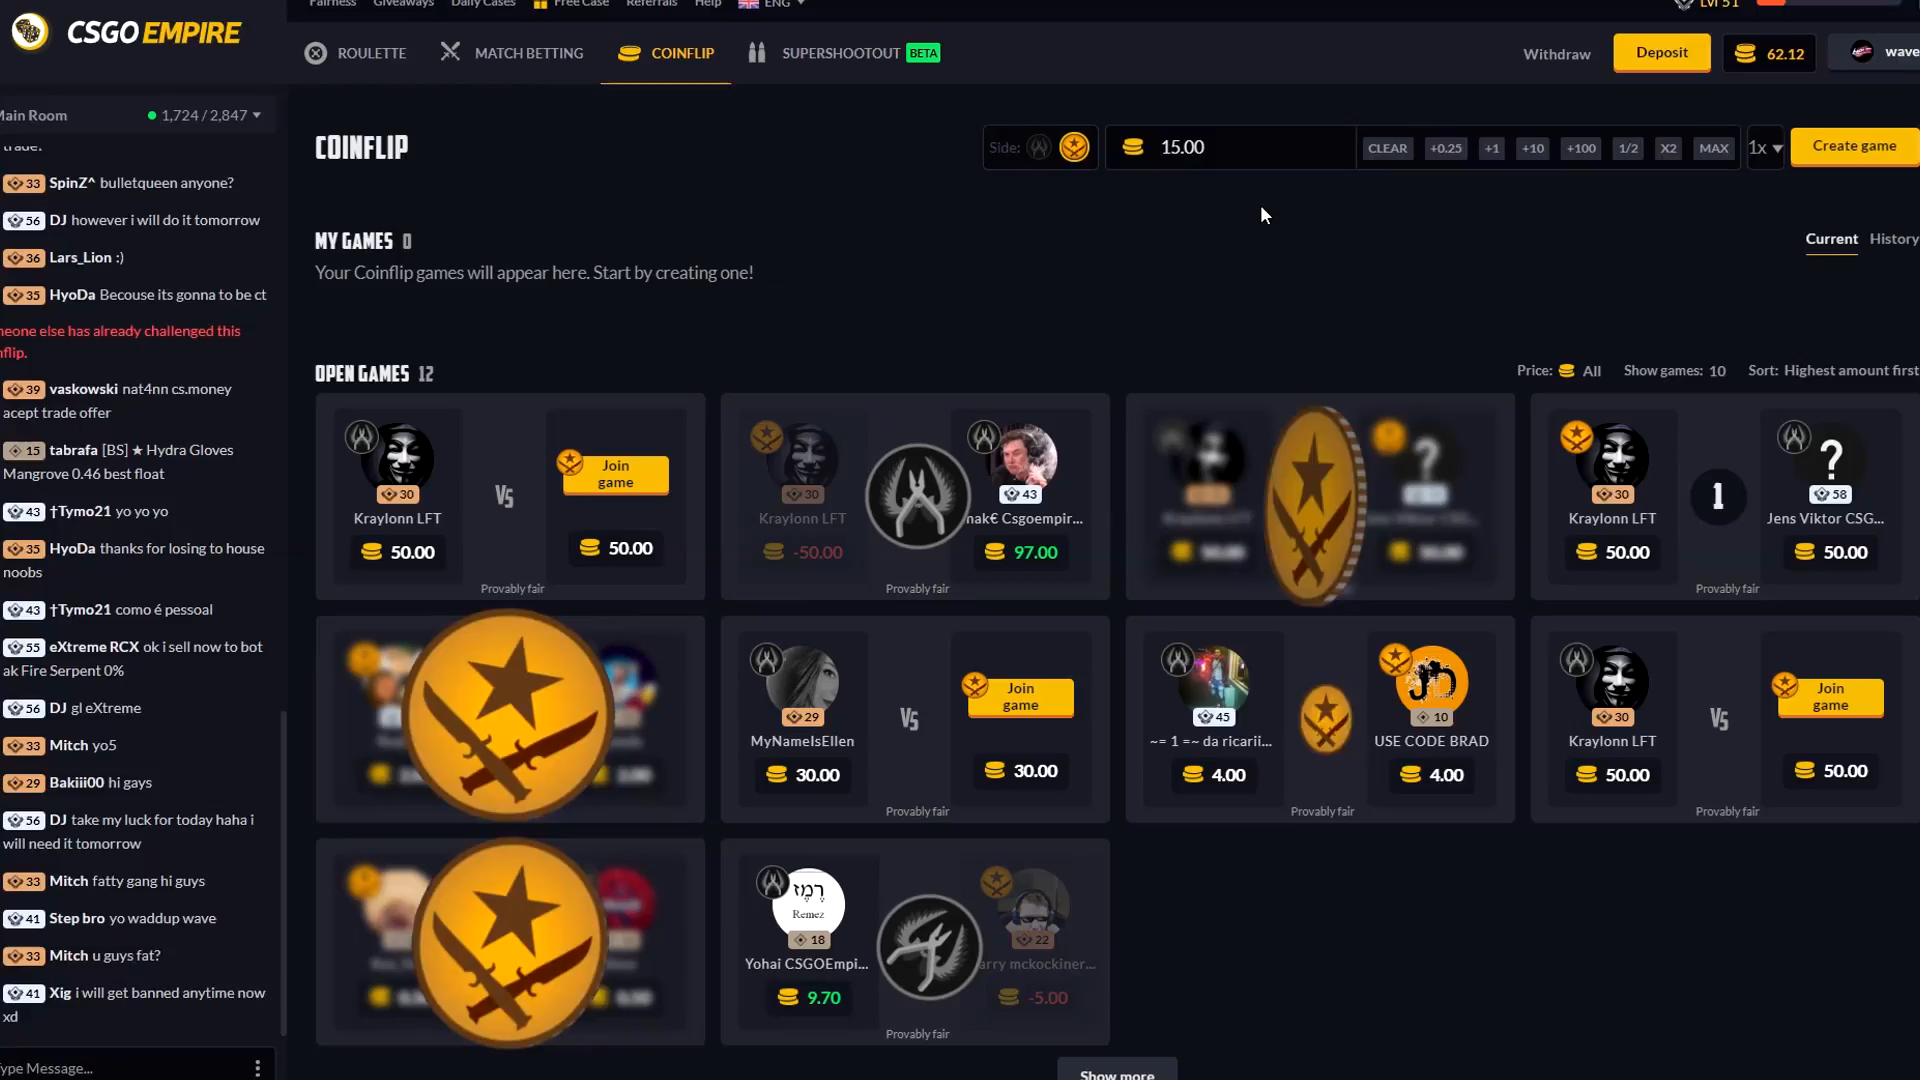 Fairness Giveaways Daily Cases Free Case Referrals Help ENG
Lvl 51
CSGOEMPIRE
ROULETTE MATCH BETTING COINFLIP SUPERSHOOTOUT BETA
Withdraw Deposit 62.12 wave
Main Room 1,724 / 2,847
trade?
33 SpinZ^ bulletqueen anyone?
56 DJ however i will do it tomorrow
36 Lars_Lion :)
35 HyoDa Becouse its gonna to be ct
neone else has already challenged this
nflip.
39 vaskowski nat4nn cs.money
acept trade offer
15 tabrafa [BS] ★ Hydra Gloves
Mangrove 0.46 best float
43 †Tymo21 yo yo yo
35 HyoDa thanks for losing to house
noobs
43 †Tymo21 como é pessoal
55 eXtreme RCX ok i sell now to bot
ak Fire Serpent 0%
56 DJ gl eXtreme
33 Mitch yo5
29 Bakiii00 hi gays
56 DJ take my luck for today haha i
will need it tomorrow
33 Mitch fatty gang hi guys
41 Step bro yo waddup wave
33 Mitch u guys fat?
41 Xig i will get banned anytime now
xd
Type Message...
COINFLIP
Side: 15.00 CLEAR +0.25 +1 +10 +100 1/2 X2 MAX 1x Create game
MY GAMES 0
Current History
Your Coinflip games will appear here. Start by creating one!
OPEN GAMES 12
Price: All Show games: 10 Sort: Highest amount first
30
Kraylonn LFT
50.00
VS
Join
game
50.00
Provably fair
30
Kraylonn LFT
-50.00
43
nak€ Csgoempir...
97.00
Provably fair
?
Provably fair
30
Kraylonn LFT
50.00
1
?
58
Jens Viktor CSG...
50.00
Provably fair
29
MyNameIsEllen
30.00
VS
Join
game
30.00
Provably fair
45
~= 1 =~ da ricarii...
4.00
JD
10
USE CODE BRAD
4.00
Provably fair
30
Kraylonn LFT
50.00
VS
Join
game
50.00
Provably fair
רֶמֶז
Remez
18
Yohai CSGOEmpi...
9.70
22
arry mckockiner...
-5.00
Provably fair
Show more